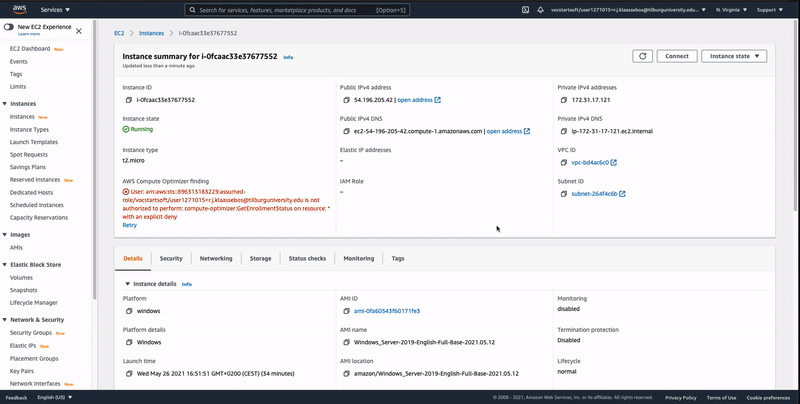 aws Services Search for services, features, marketplace products, and docs [Option+S] vocstartsoft/user1271015=r.j.klaassebos@tilburguniversity.edu... N. Virginia Support
New EC2 Experience
Learn more
EC2 Dashboard New
Events
Tags
Limits
Instances
Instances New
Instance Types
Launch Templates
Spot Requests
Savings Plans
Reserved Instances New
Dedicated Hosts
Scheduled Instances
Capacity Reservations
Images
AMIs
Elastic Block Store
Volumes
Snapshots
Lifecycle Manager
Network & Security
Security Groups New
Elastic IPs New
Placement Groups
Key Pairs
Network Interfaces New
EC2 > Instances > i-0fcaac33e37677552
Instance summary for i-0fcaac33e37677552 Info
Updated less than a minute ago
Connect
Instance state
Instance ID
i-0fcaac33e37677552
Public IPv4 address
54.196.205.42 | open address
Private IPv4 addresses
172.31.17.121
Instance state
Running
Public IPv4 DNS
ec2-54-196-205-42.compute-1.amazonaws.com | open address
Private IPv4 DNS
ip-172-31-17-121.ec2.internal
Instance type
t2.micro
Elastic IP addresses
–
VPC ID
vpc-bd4ac6c0
AWS Compute Optimizer finding
User: arn:aws:sts::896313183229:assumed-
role/vocstartsoft/user1271015=r.j.klaassebos@tilburguniversity.edu is not
authorized to perform: compute-optimizer:GetEnrollmentStatus on resource: *
with an explicit deny
Retry
IAM Role
–
Subnet ID
subnet-264f4c6b
Details Security Networking Storage Status checks Monitoring Tags
Instance details Info
Platform
windows
AMI ID
ami-0fa60543f60171fe3
Monitoring
disabled
Platform details
Windows
AMI name
Windows_Server-2019-English-Full-Base-2021.05.12
Termination protection
Disabled
Launch time
Wed May 26 2021 16:51:51 GMT+0200 (CEST) (34 minutes)
AMI location
amazon/Windows_Server-2019-English-Full-Base-2021.05.12
Lifecycle
normal
Feedback English (US) © 2008 - 2021, Amazon Web Services, Inc. or its affiliates. All rights reserved. Privacy Policy Terms of Use Cookie preferences